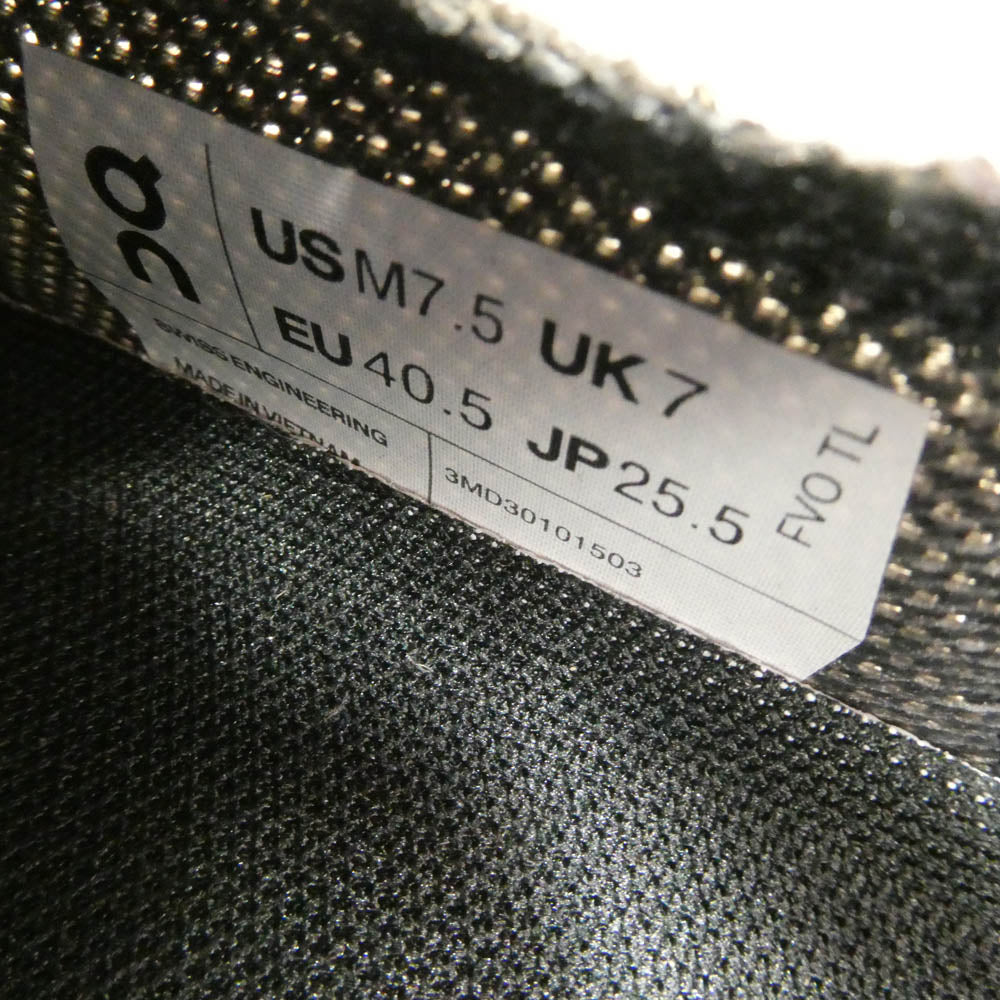 On
US M7.5 UK 7
EU 40.5 JP 25.5
FVO TL
SWISS ENGINEERING
MADE IN VIETNAM
3MD30101503